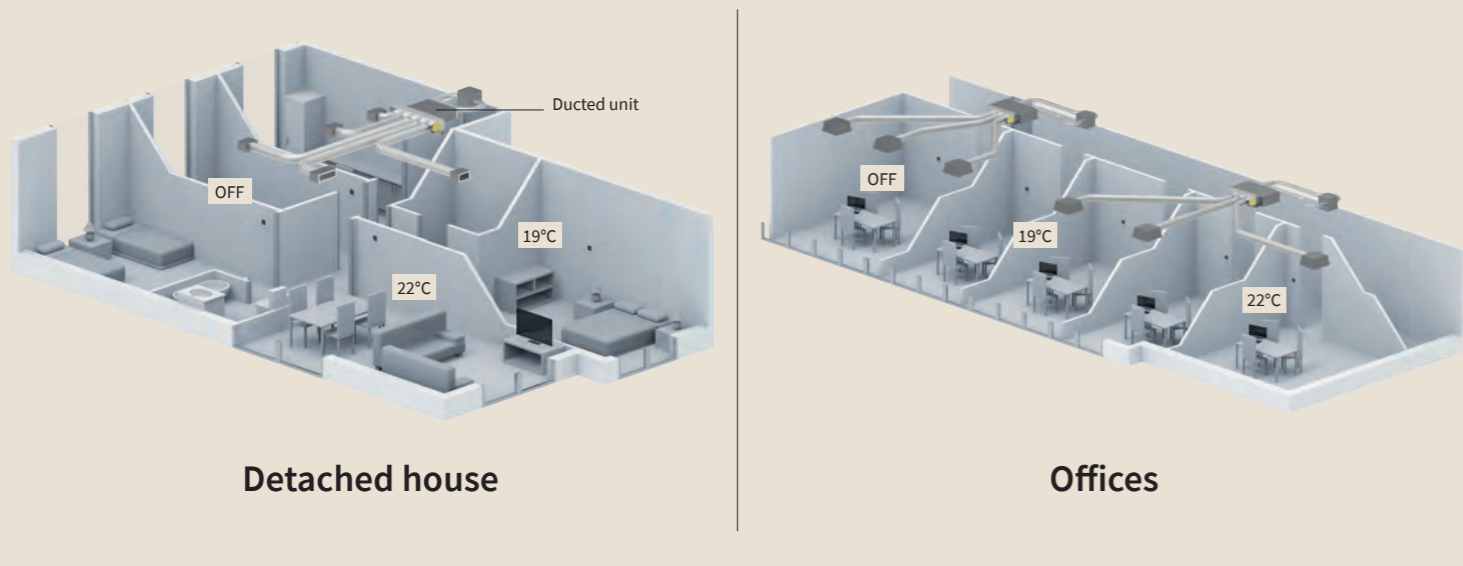 Ducted unit
OFF
19°C
22°C
Detached house
OFF
19°C
22°C
Offices